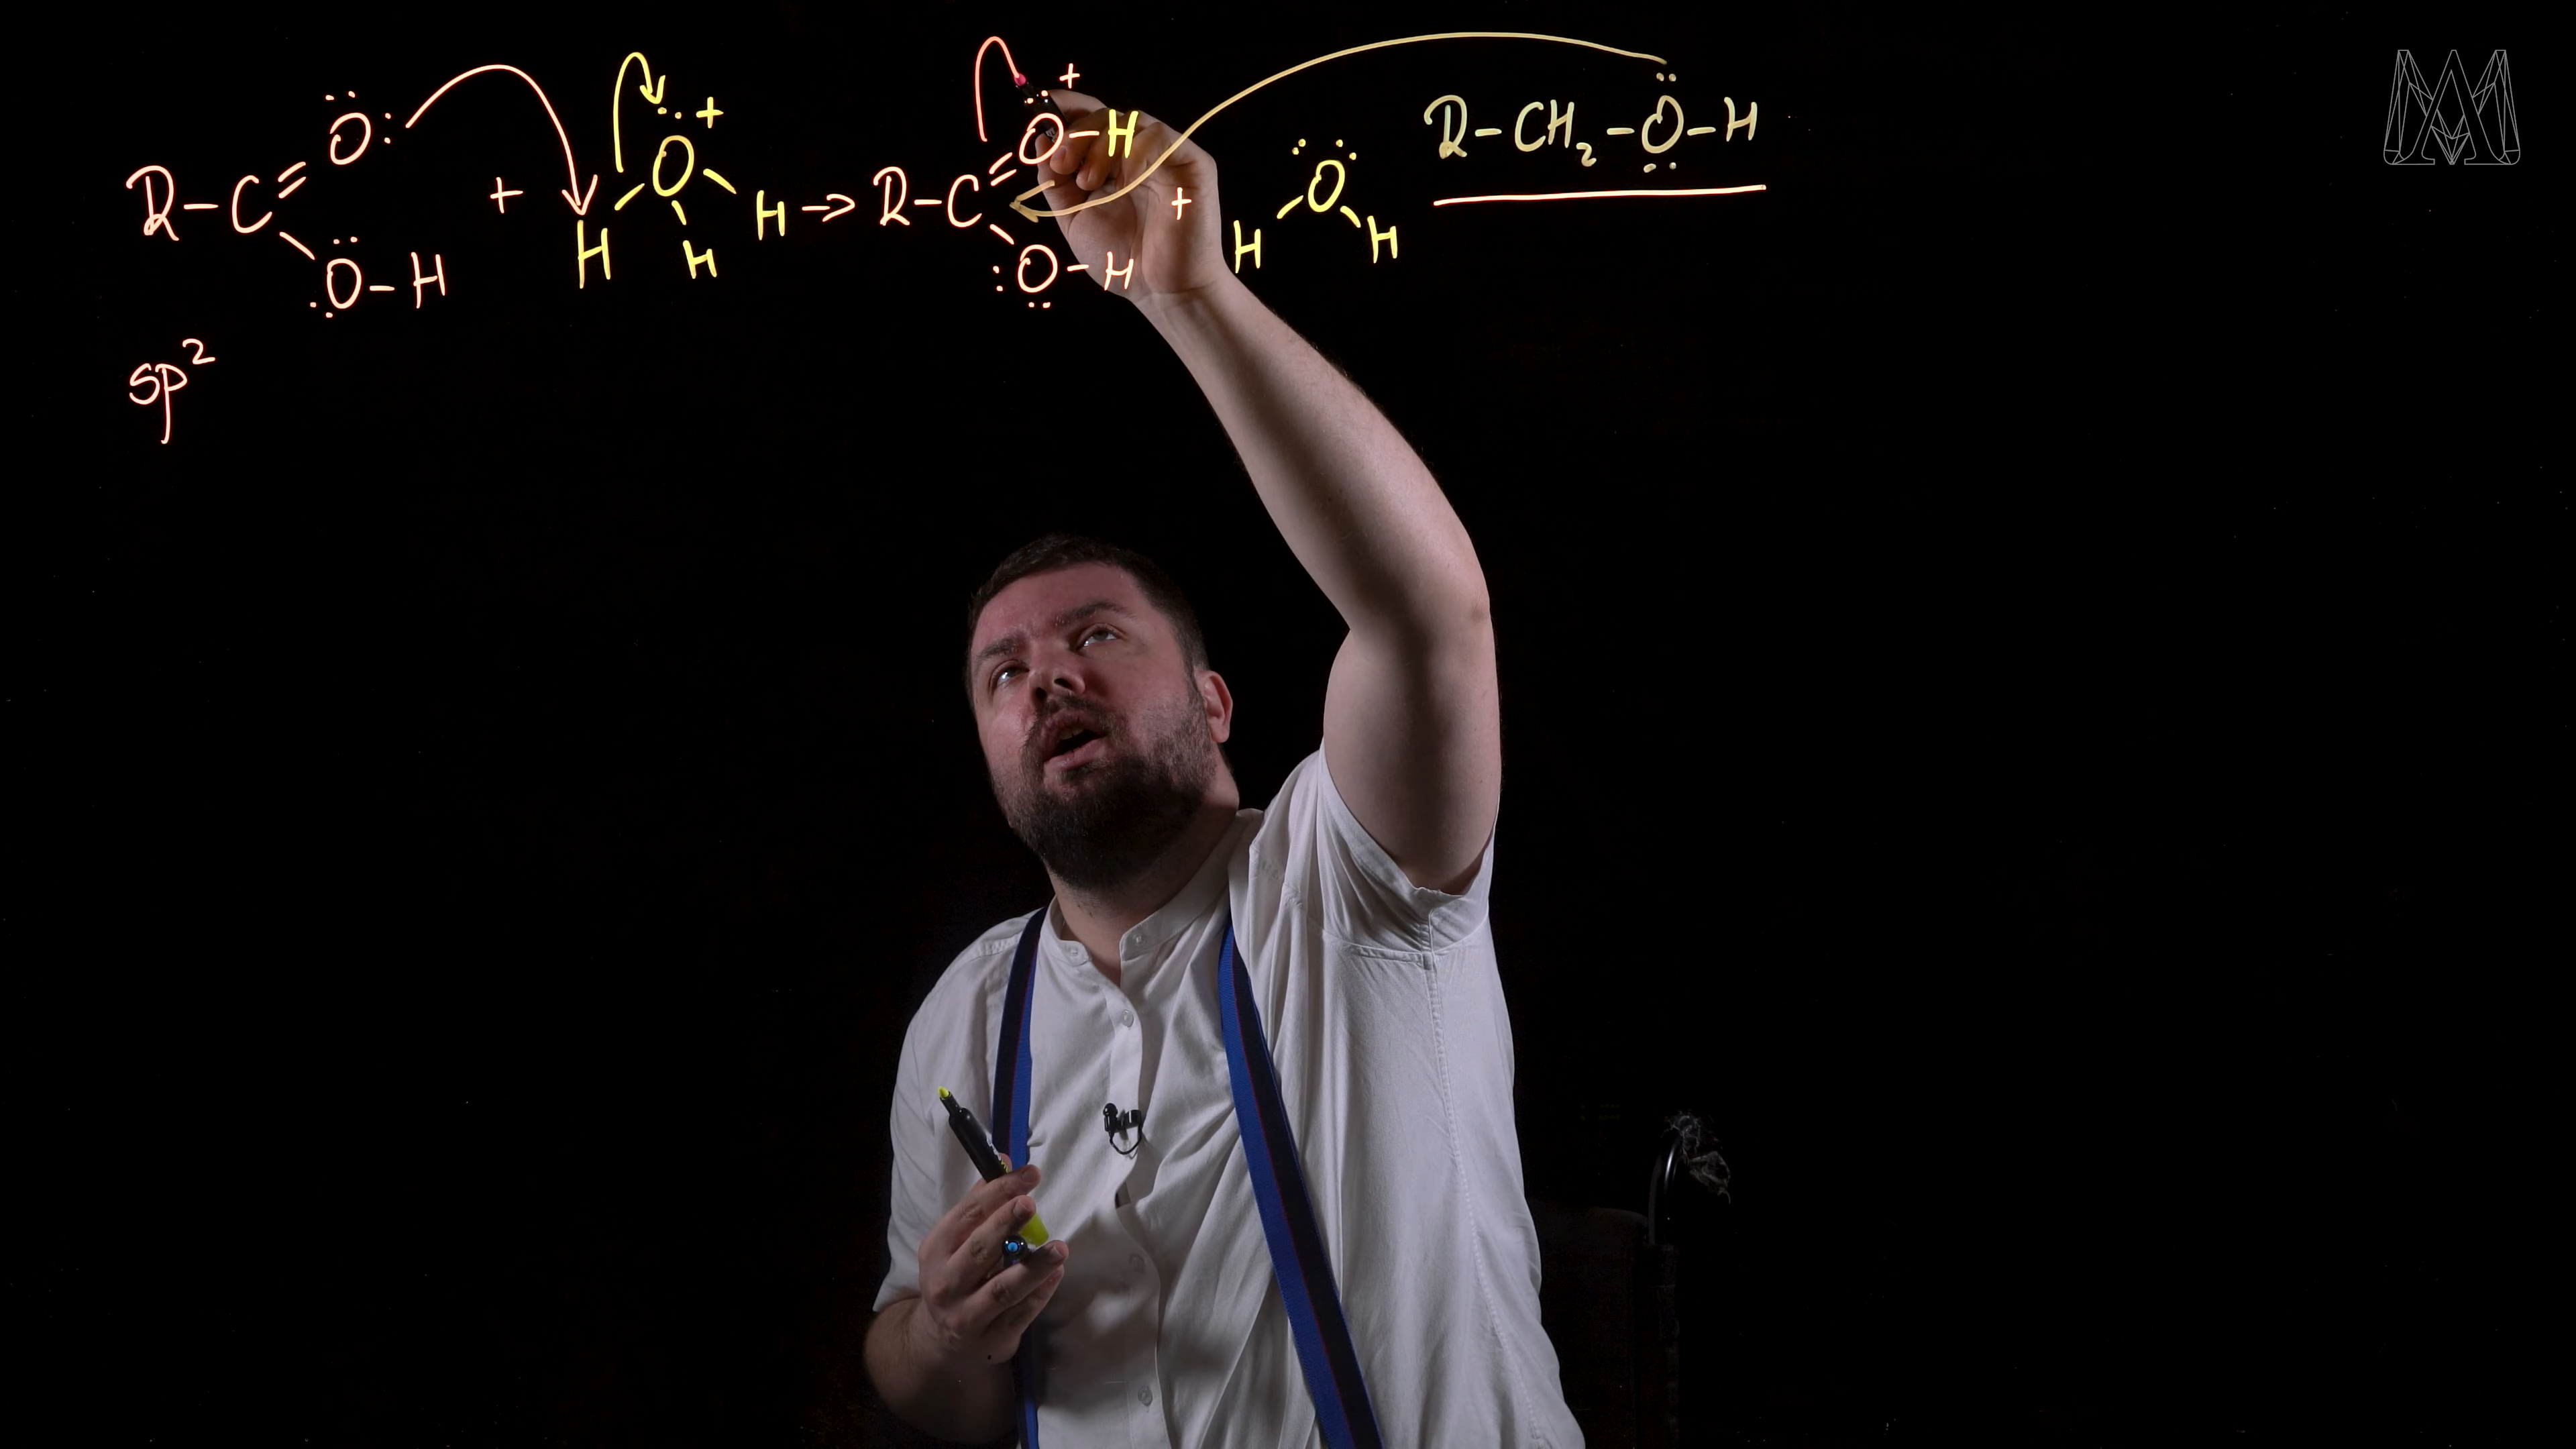 R-C=Ö: Ö-H + H-Ö⁺-H H → R-C=Ö⁺-H :Ö-H + H-Ö-H R-CH₂-Ö-H
sp²